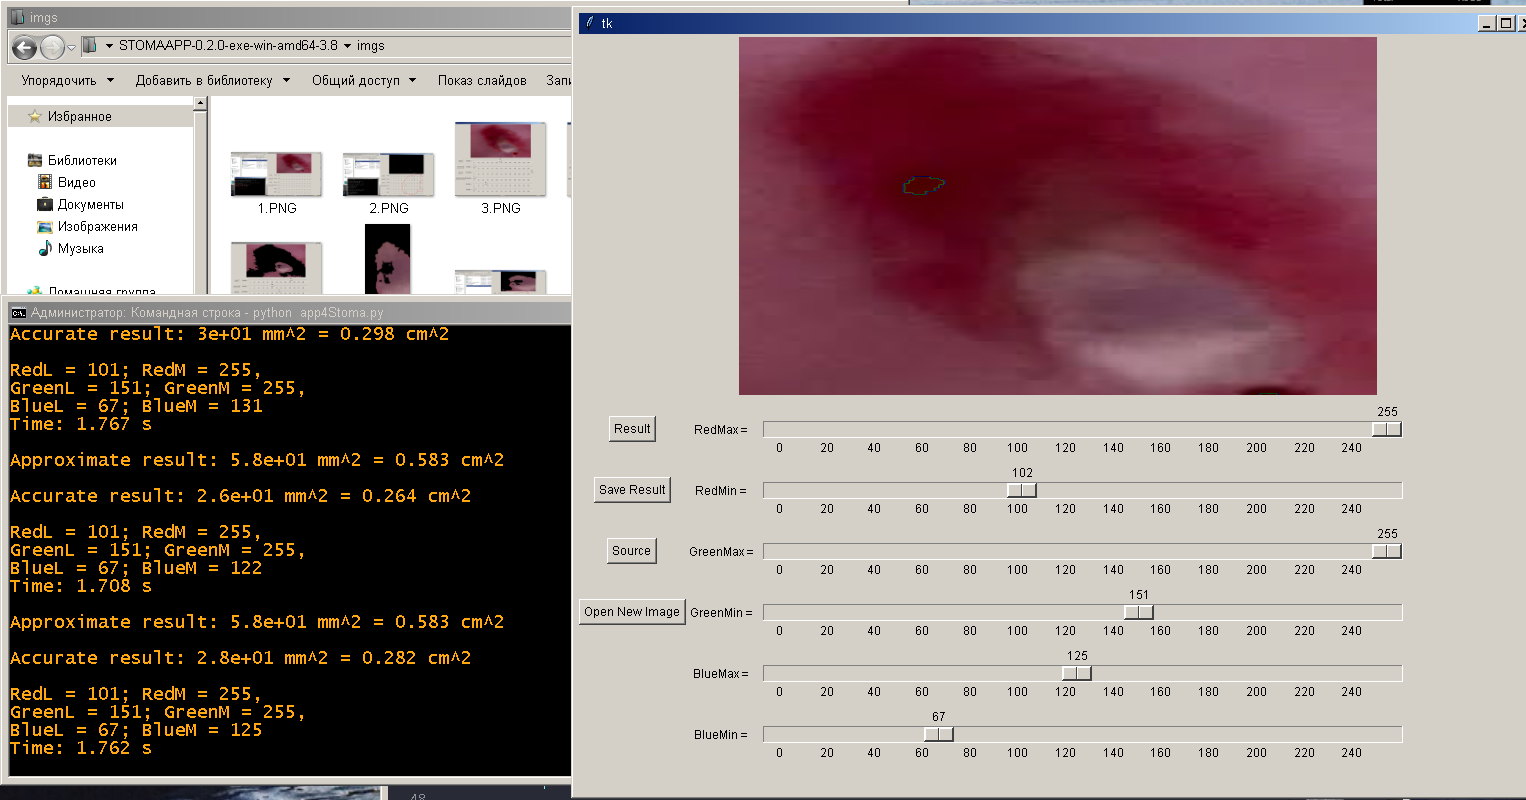 imgs
STOMAAPP-0.2.0-exe-win-amd64-3.8 imgs
Упорядочить Добавить в библиотеку Общий доступ Показ слайдов
Избранное
Библиотеки
Видео
Документы
Изображения
Музыка
Домашная группа
1.PNG 2.PNG 3.PNG
Администратор: Командная строка - python app4Stoma.py
Accurate result: 3e+01 mm^2 = 0.298 cm^2
RedL = 101; RedM = 255,
GreenL = 151; GreenM = 255,
BlueL = 67; BlueM = 131
Time: 1.767 s
Approximate result: 5.8e+01 mm^2 = 0.583 cm^2
Accurate result: 2.6e+01 mm^2 = 0.264 cm^2
RedL = 101; RedM = 255,
GreenL = 151; GreenM = 255,
BlueL = 67; BlueM = 122
Time: 1.708 s
Approximate result: 5.8e+01 mm^2 = 0.583 cm^2
Accurate result: 2.8e+01 mm^2 = 0.282 cm^2
RedL = 101; RedM = 255,
GreenL = 151; GreenM = 255,
BlueL = 67; BlueM = 125
Time: 1.762 s
tk
255
Result RedMax=
0 20 40 60 80 100 120 140 160 180 200 220 240
102
Save Result RedMin =
0 20 40 60 80 100 120 140 160 180 200 220 240
255
Source GreenMax=
0 20 40 60 80 100 120 140 160 180 200 220 240
151
Open New Image GreenMin =
0 20 40 60 80 100 120 140 160 180 200 220 240
125
BlueMax=
0 20 40 60 80 100 120 140 160 180 200 220 240
67
BlueMin =
0 20 40 60 80 100 120 140 160 180 200 220 240